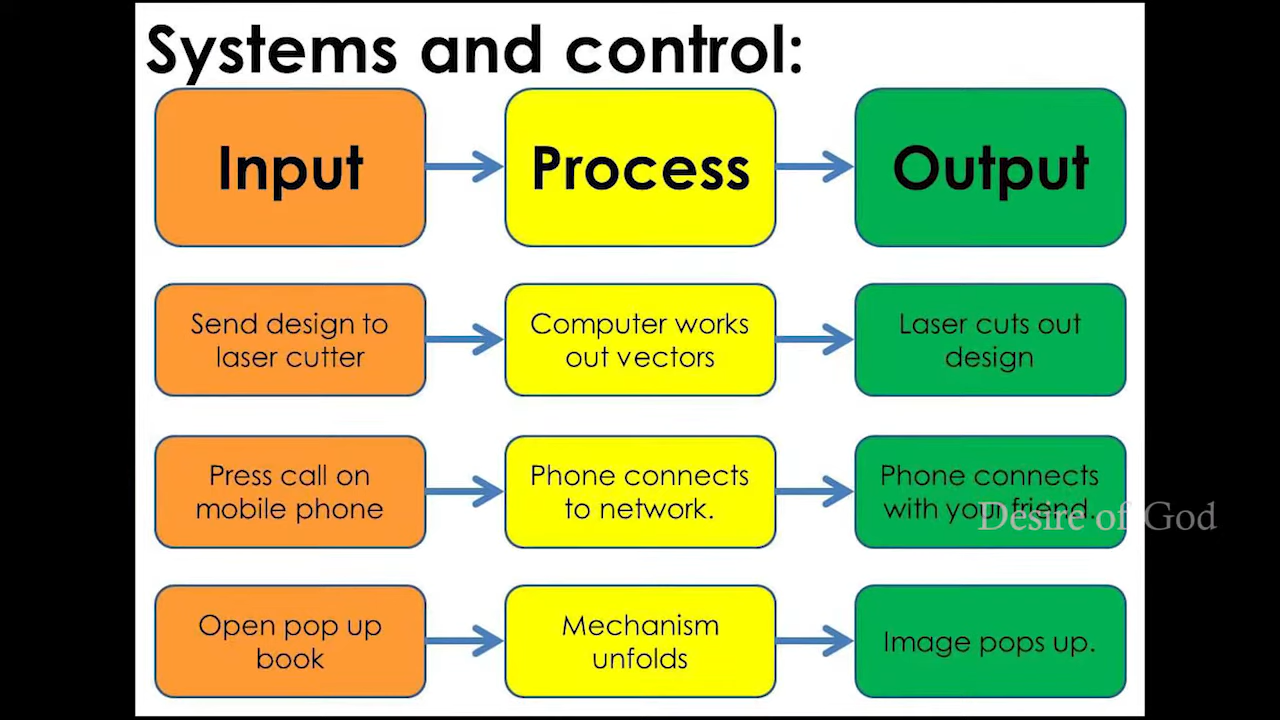 Systems and control:
Input
Process
Output
Send design to
laser cutter
Computer works
out vectors
Laser cuts out
design
Press call on
mobile phone
Phone connects
to network.
Phone connects
with your friend.
Desire of God
Open pop up
book
Mechanism
unfolds
Image pops up.